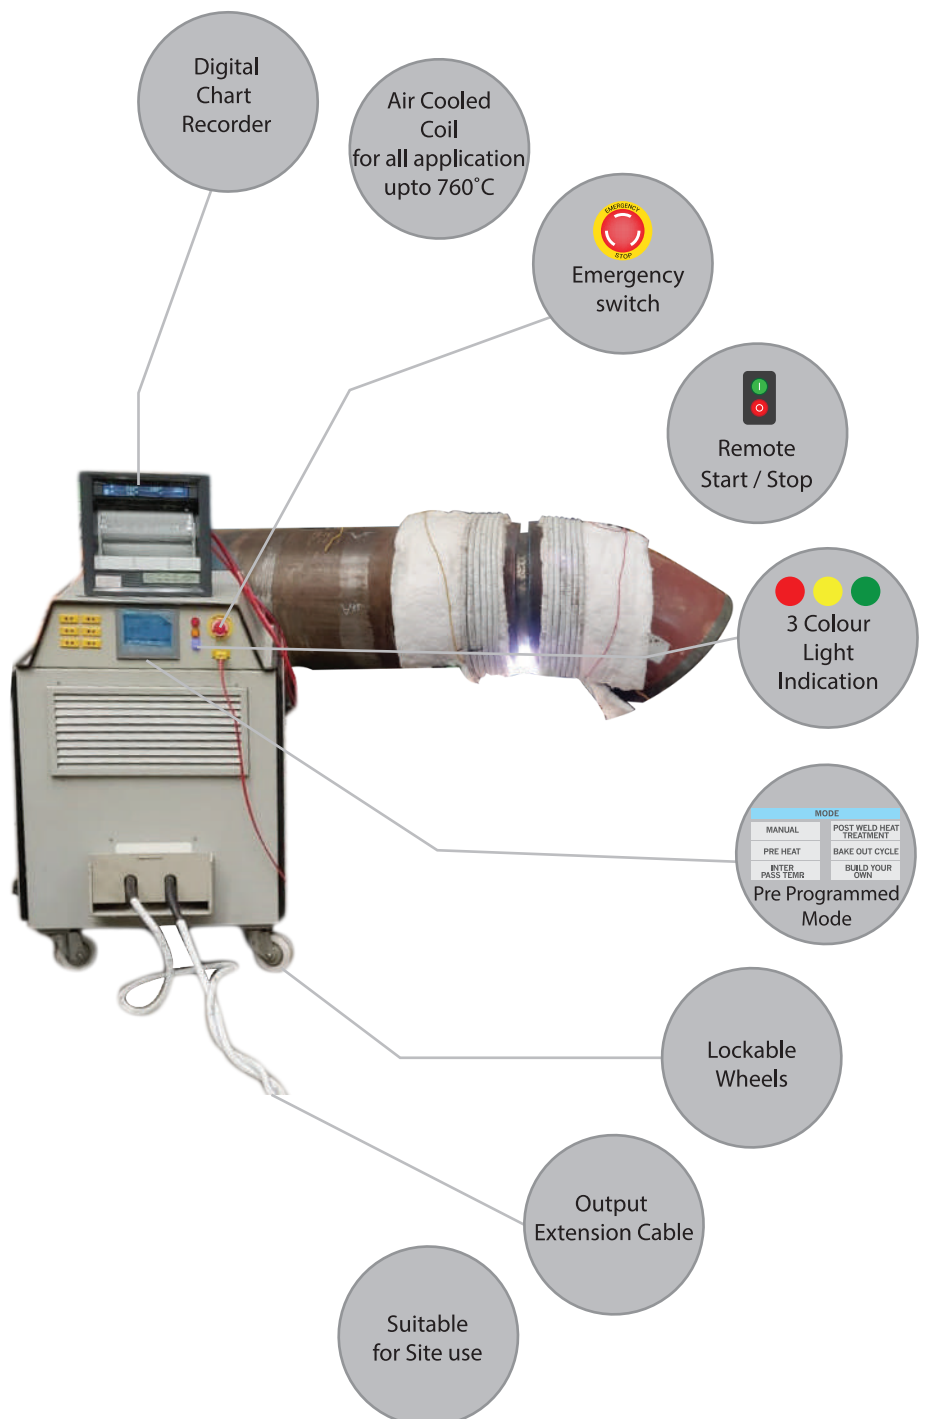 Digital
Chart
Recorder
Air Cooled
Coil
for all application
upto 760°C
EMERGENCY
STOP
Emergency
switch
I
O
Remote
Start / Stop
3 Colour
Light
Indication
MODE
MANUAL
POST WELD HEAT
TREATMENT
PRE HEAT
BAKE OUT CYCLE
INTER
PASS TEMR
BUILD YOUR
OWN
Pre Programmed
Mode
Lockable
Wheels
Output
Extension Cable
Suitable
for Site use